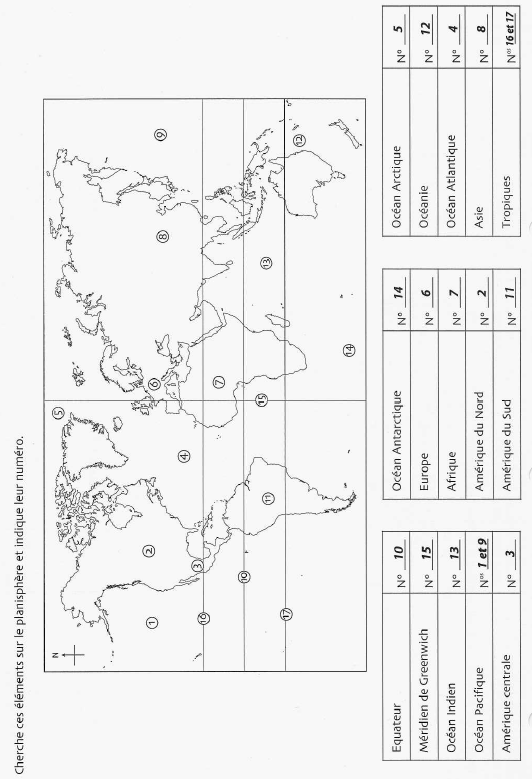 Cherche ces éléments sur le planisphère et indique leur numéro.
N
1
2
3
4
5
6
7
8
9
10
11
12
13
14
15
16
17
Equateur N° 10
Méridien de Greenwich N° 15
Océan Indien N° 13
Océan Pacifique N°s 1 et 9
Amérique centrale N° 3
Océan Antarctique N° 14
Europe N° 6
Afrique N° 7
Amérique du Nord N° 2
Amérique du Sud N° 11
Océan Arctique N° 5
Océanie N° 12
Océan Atlantique N° 4
Asie N° 8
Tropiques N°s 16 et 17